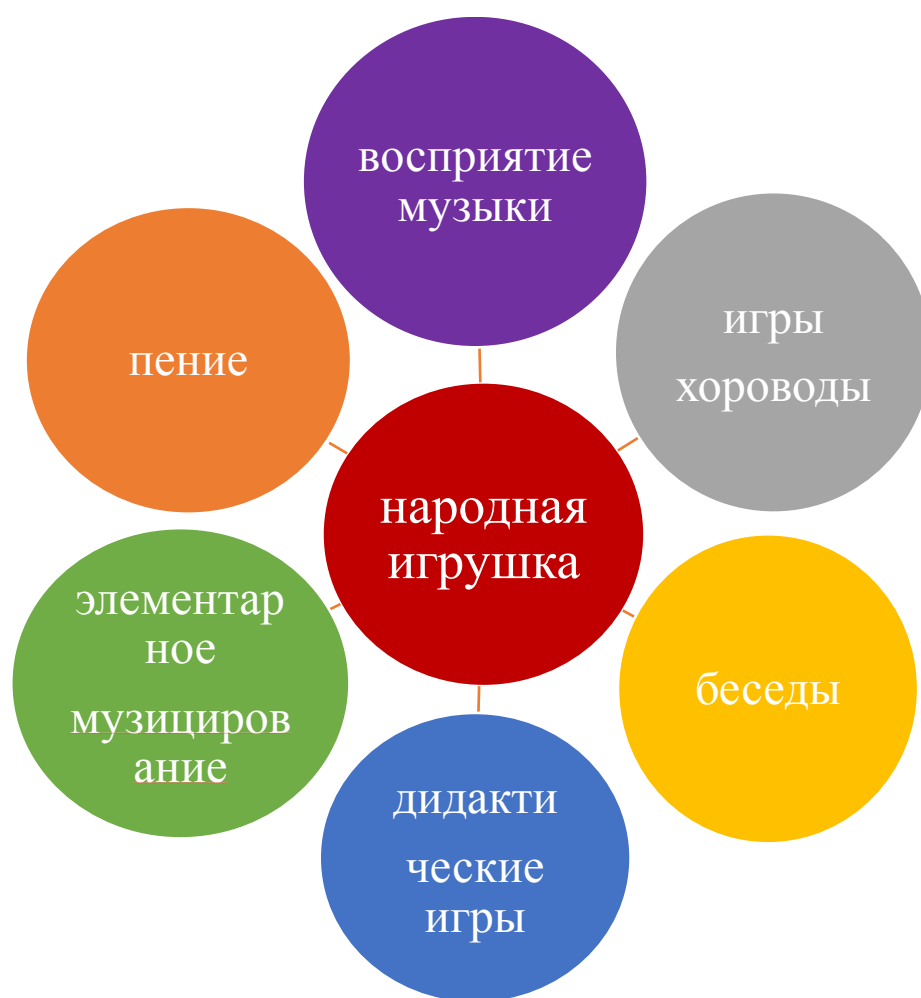 восприятие
музыки
игры
хороводы
пение
народная
игрушка
элементар
ное
музициров
ание
беседы
дидакти
ческие
игры